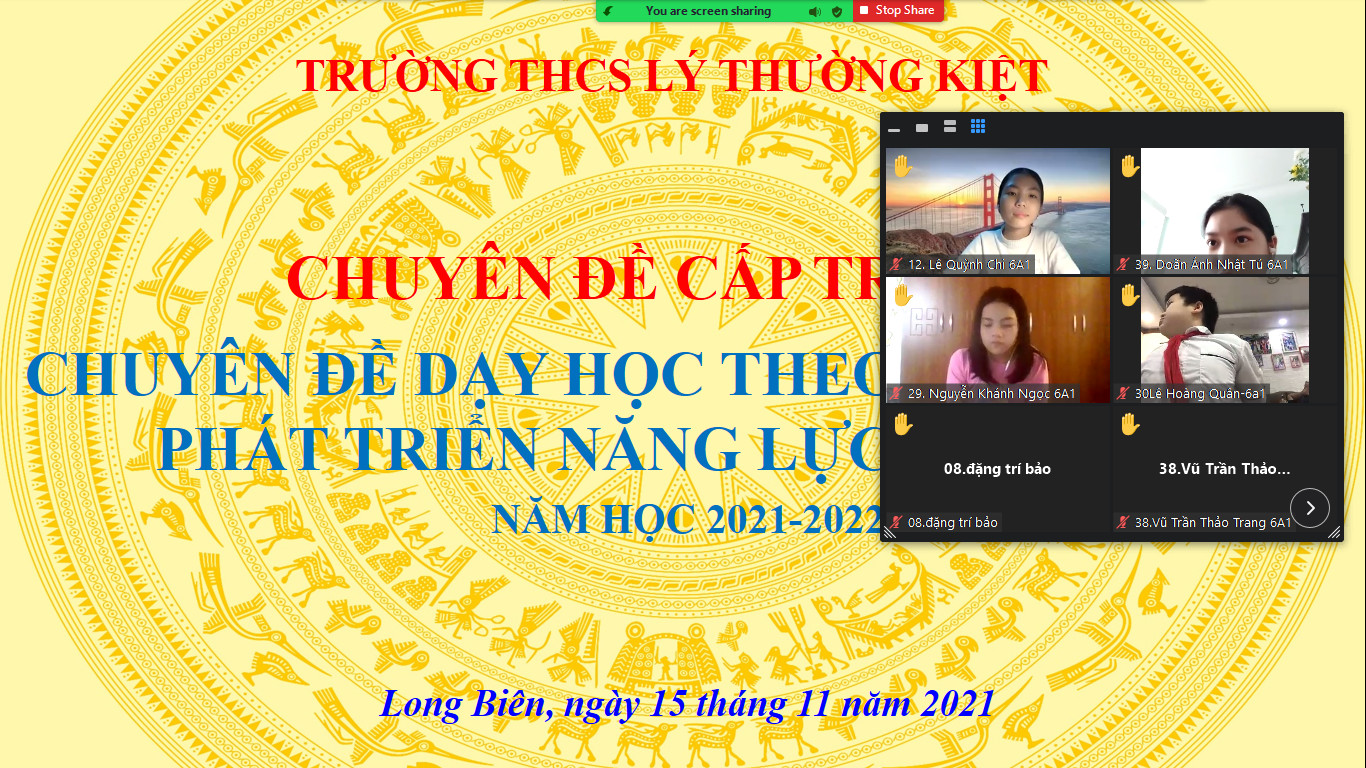 You are screen sharing
Stop Share
TRƯỜNG THCS LÝ THƯỜNG KIỆT
CHUYÊN ĐỀ CẤP
CHUYÊN ĐỀ DẠY HỌC
PHÁT TRIỂN NĂNG LỰC
NĂM HỌC 2021-2022
Long Biên, ngày 15 tháng 11 năm 2021
12. Lê Quỳnh Chi 6A1
39. Doãn Ánh Nhật Tú 6A1
29. Nguyễn Khánh Ngọc 6A1
30Lê Hoàng Quân-6a1
08.đặng trí bảo
38.Vũ Trần Thảo...
08.đặng trí bảo
38.Vũ Trần Thảo Trang 6A1